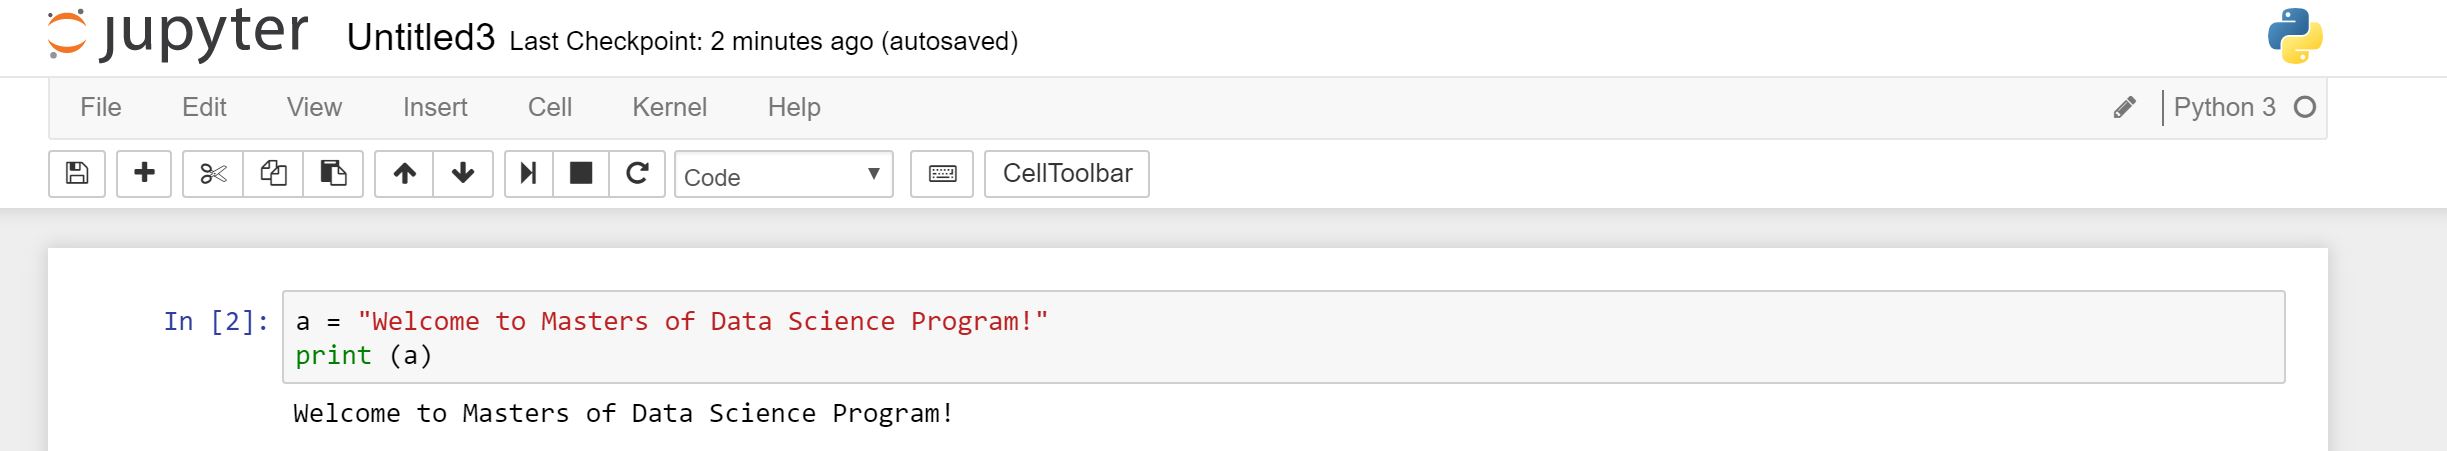 jupyter Untitled3 Last Checkpoint: 2 minutes ago (autosaved)
File Edit View Insert Cell Kernel Help Python 3
Code CellToolbar
In [2]: a = "Welcome to Masters of Data Science Program!"
print (a)
Welcome to Masters of Data Science Program!